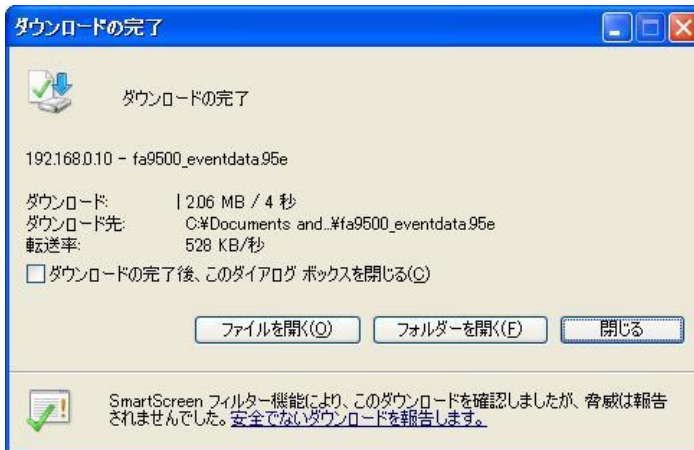 ダウンロードの完了
ダウンロードの完了
192.168.0.10 - fa9500_eventdata.95e
ダウンロード: 2.06 MB / 4 秒
ダウンロード先: C:¥Documents and..¥fa9500_eventdata.95e
転送率: 528 KB/秒
ダウンロードの完了後、このダイアログ ボックスを閉じる(C)
ファイルを開く(O) フォルダーを開く(F) 閉じる
SmartScreen フィルター機能により、このダウンロードを確認しましたが、脅威は報告
されませんでした。安全でないダウンロードを報告します。